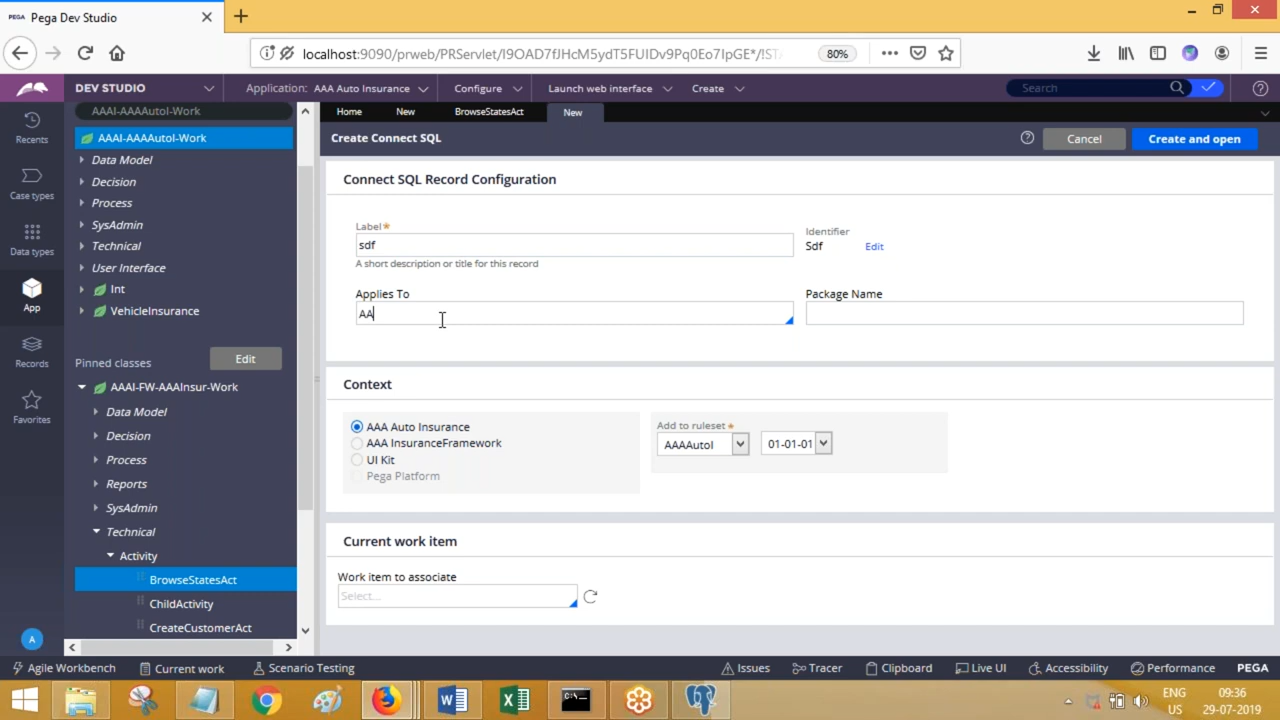 PEGA Pega Dev Studio
localhost:9090/prweb/PRServlet/I9OAD7fJHcM5ydT5FUIDv9Pq0Eo7IpGE*/!STA
80%
DEV STUDIO
Application: AAA Auto Insurance
Configure
Launch web interface
Create
Search
AAAI-AAAAutoI-Work
Home
New
BrowseStatesAct
New
Recents
Case types
Data types
App
Records
Favorites
A
AAAI-AAAAutoI-Work
Data Model
Decision
Process
SysAdmin
Technical
User Interface
Int
VehicleInsurance
Pinned classes
Edit
AAAI-FW-AAAInsur-Work
Data Model
Decision
Process
Reports
SysAdmin
Technical
Activity
BrowseStatesAct
ChildActivity
CreateCustomerAct
Create Connect SQL
Cancel
Create and open
Connect SQL Record Configuration
Label*
sdf
A short description or title for this record
Identifier
Sdf
Edit
Applies To
AA
Package Name
Context
AAA Auto Insurance
AAA InsuranceFramework
UI Kit
Pega Platform
Add to ruleset *
AAAAutoI
01-01-01
Current work item
Work item to associate
Select...
Agile Workbench
Current work
Scenario Testing
Issues
Tracer
Clipboard
Live UI
Accessibility
Performance
PEGA
ENG
US
09:36
29-07-2019